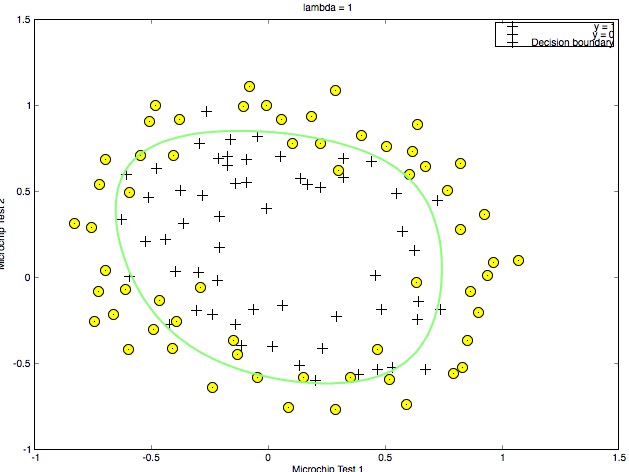 lambda = 1
y = 1
y = 0
Decision boundary
1.5
1
0.5
0
-0.5
-1
Microchip Test 2
-1
-0.5
0
0.5
1
1.5
Microchip Test 1